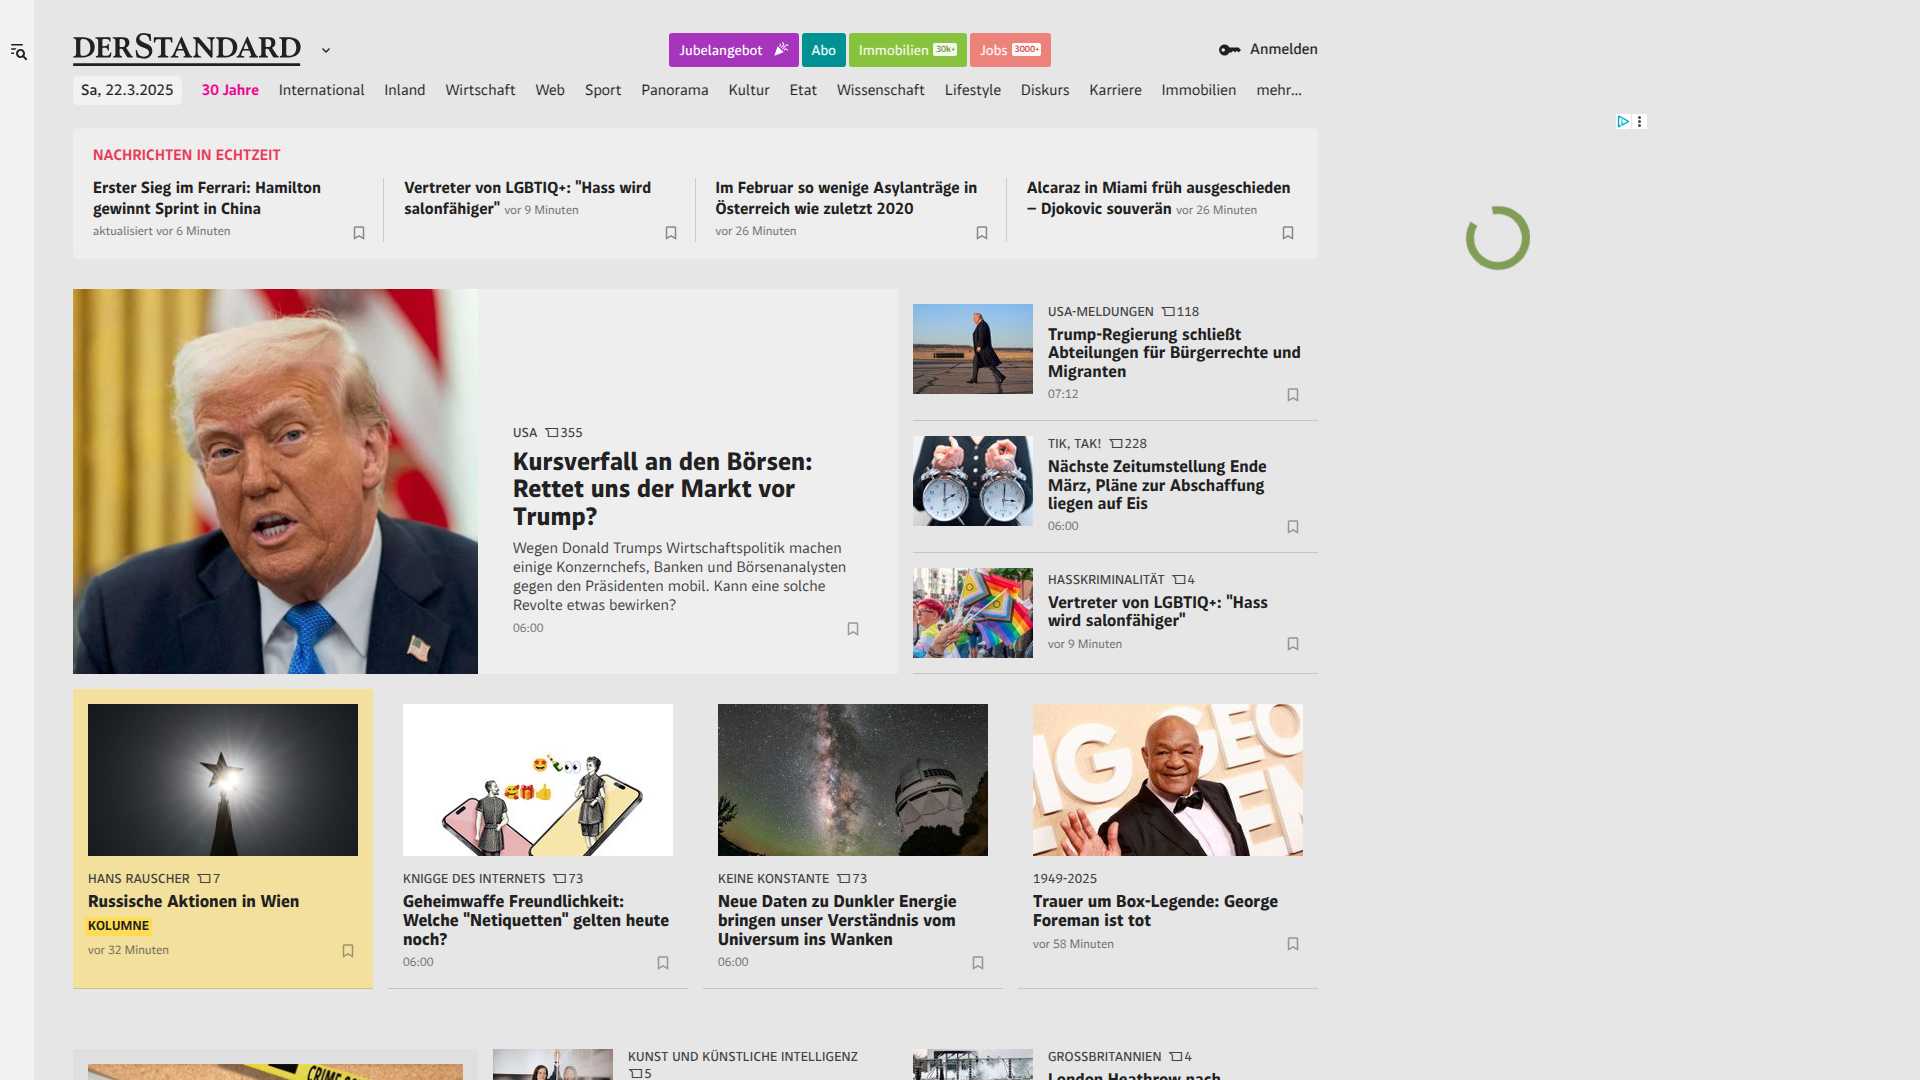 DERSTANDARD
Jubelangebot
Abo
Immobilien 30k+
Jobs 3000+
Anmelden
Sa, 22.3.2025
30 Jahre
International
Inland
Wirtschaft
Web
Sport
Panorama
Kultur
Etat
Wissenschaft
Lifestyle
Diskurs
Karriere
Immobilien
mehr...
NACHRICHTEN IN ECHTZEIT
Erster Sieg im Ferrari: Hamilton
gewinnt Sprint in China
aktualisiert vor 6 Minuten
Vertreter von LGBTIQ+: "Hass wird
salonfähiger" vor 9 Minuten
Im Februar so wenige Asylanträge in
Österreich wie zuletzt 2020
vor 26 Minuten
Alcaraz in Miami früh ausgeschieden
– Djokovic souverän vor 26 Minuten
USA 355
Kursverfall an den Börsen:
Rettet uns der Markt vor
Trump?
Wegen Donald Trumps Wirtschaftspolitik machen
einige Konzernchefs, Banken und Börsenanalysten
gegen den Präsidenten mobil. Kann eine solche
Revolte etwas bewirken?
06:00
USA-MELDUNGEN 118
Trump-Regierung schließt
Abteilungen für Bürgerrechte und
Migranten
07:12
TIK, TAK! 228
Nächste Zeitumstellung Ende
März, Pläne zur Abschaffung
liegen auf Eis
06:00
HASSKRIMINALITÄT 4
Vertreter von LGBTIQ+: "Hass
wird salonfähiger"
vor 9 Minuten
HANS RAUSCHER 7
Russische Aktionen in Wien
KOLUMNE
vor 32 Minuten
KNIGGE DES INTERNETS 73
Geheimwaffe Freundlichkeit:
Welche "Netiquetten" gelten heute
noch?
06:00
KEINE KONSTANTE 73
Neue Daten zu Dunkler Energie
bringen unser Verständnis vom
Universum ins Wanken
06:00
1949-2025
Trauer um Box-Legende: George
Foreman ist tot
vor 58 Minuten
KUNST UND KÜNSTLICHE INTELLIGENZ
5
GROSSBRITANNIEN 4
London Heathrow nach